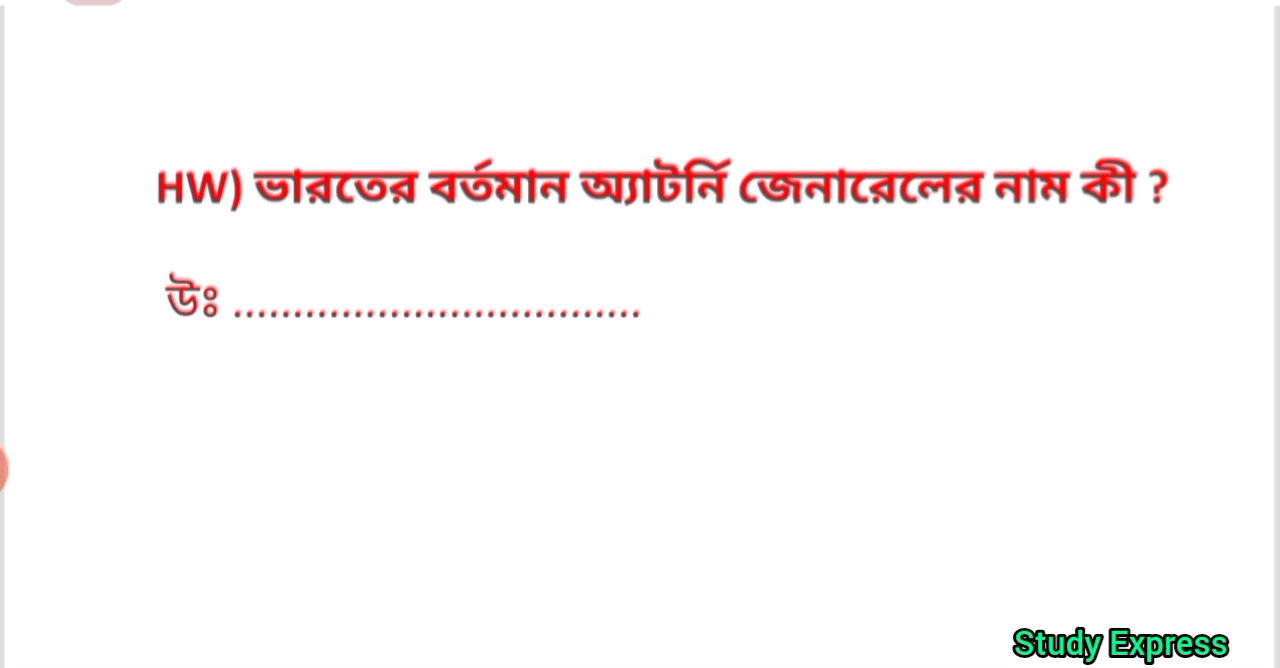 HW) ভারতের বর্তমান অ্যাটর্নি জেনারেলের নাম কী ?
উঃ ..................................
Study Express